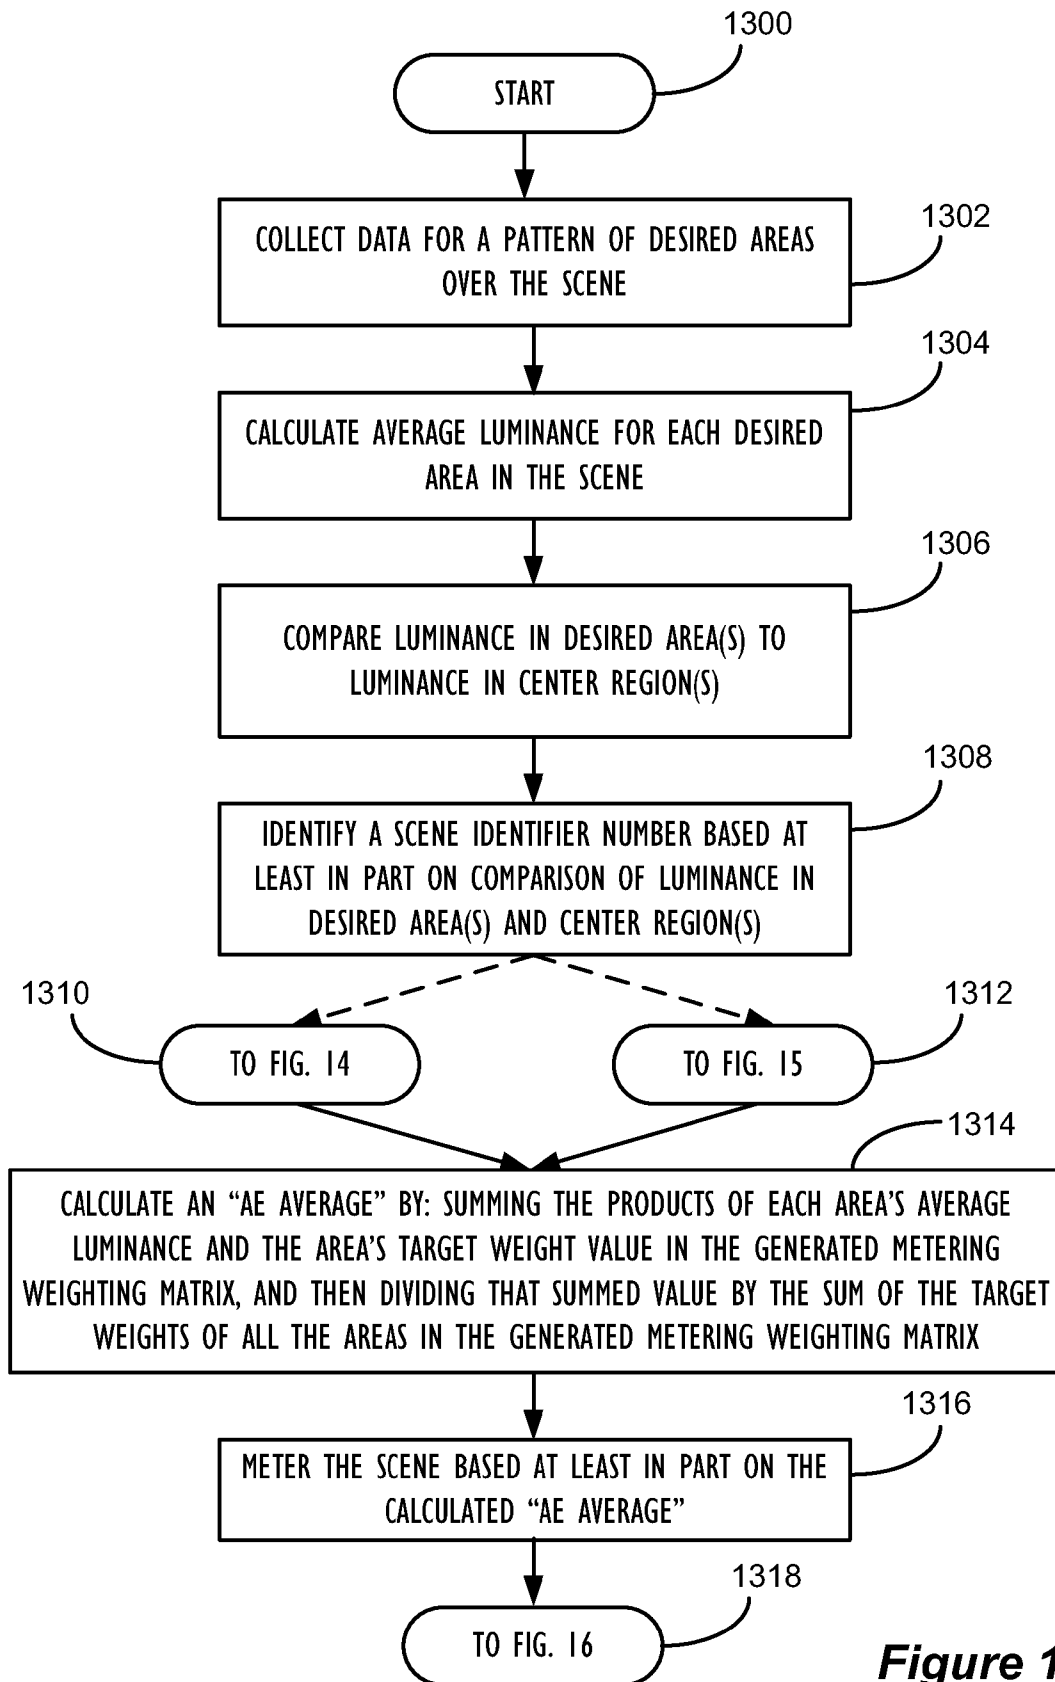 1300
START
1302
COLLECT DATA FOR A PATTERN OF DESIRED AREAS
OVER THE SCENE
1304
CALCULATE AVERAGE LUMINANCE FOR EACH DESIRED
AREA IN THE SCENE
1306
COMPARE LUMINANCE IN DESIRED AREA(S) TO
LUMINANCE IN CENTER REGION(S)
1308
IDENTIFY A SCENE IDENTIFIER NUMBER BASED AT
LEAST IN PART ON COMPARISON OF LUMINANCE IN
DESIRED AREA(S) AND CENTER REGION(S)
1310
1312
TO FIG. 14
TO FIG. 15
1314
CALCULATE AN “AE AVERAGE” BY: SUMMING THE PRODUCTS OF EACH AREA’S AVERAGE
LUMINANCE AND THE AREA’S TARGET WEIGHT VALUE IN THE GENERATED METERING
WEIGHTING MATRIX, AND THEN DIVIDING THAT SUMMED VALUE BY THE SUM OF THE TARGET
WEIGHTS OF ALL THE AREAS IN THE GENERATED METERING WEIGHTING MATRIX
1316
METER THE SCENE BASED AT LEAST IN PART ON THE
CALCULATED “AE AVERAGE”
1318
TO FIG. 16
Figure 1